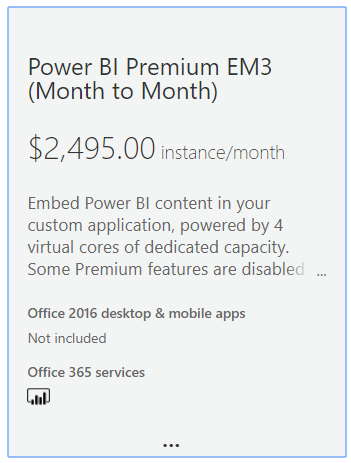 Power BI Premium EM3
(Month to Month)
$2,495.00 instance/month
Embed Power BI content in your
custom application, powered by 4
virtual cores of dedicated capacity.
Some Premium features are disabled ...
Office 2016 desktop & mobile apps
Not included
Office 365 services
...